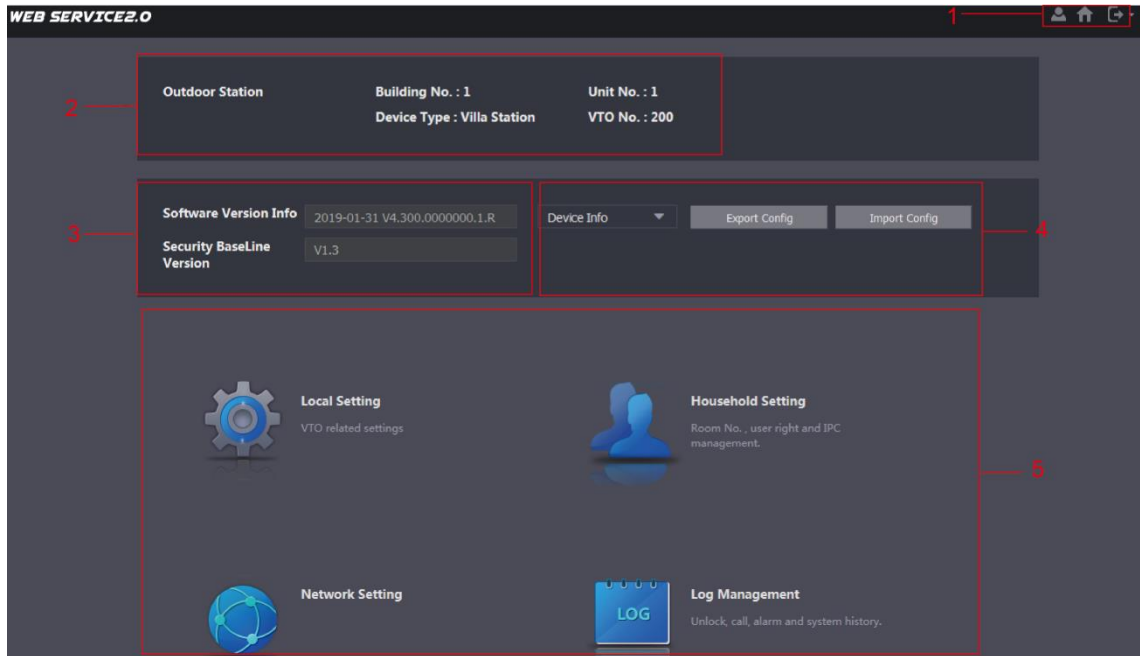 WEB SERVICE2.0
1
2
Outdoor Station
Building No. : 1
Unit No. : 1
Device Type : Villa Station
VTO No. : 200
3
Software Version Info
2019-01-31 V4.300.0000000.1.R
Security BaseLine
Version
V1.3
Device Info
Export Config
Import Config
4
Local Setting
VTO related settings
Household Setting
Room No. , user right and IPC
management.
5
Network Setting
LOG
Log Management
Unlock, call, alarm and system history.